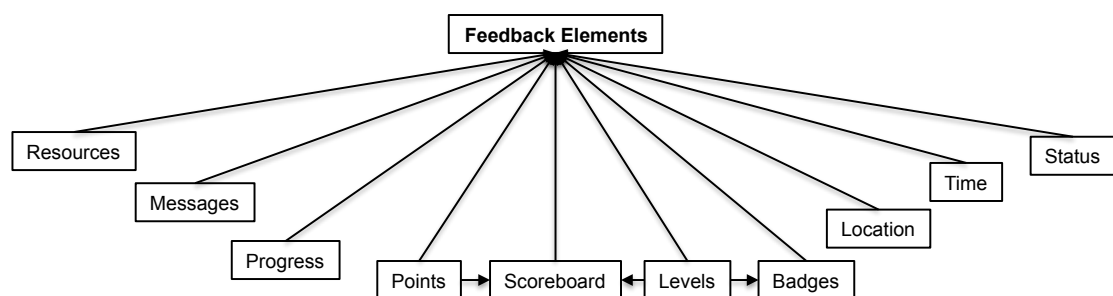 Feedback Elements
Resources
Status
Time
Messages
Location
Progress
Points
Scoreboard
Levels
Badges